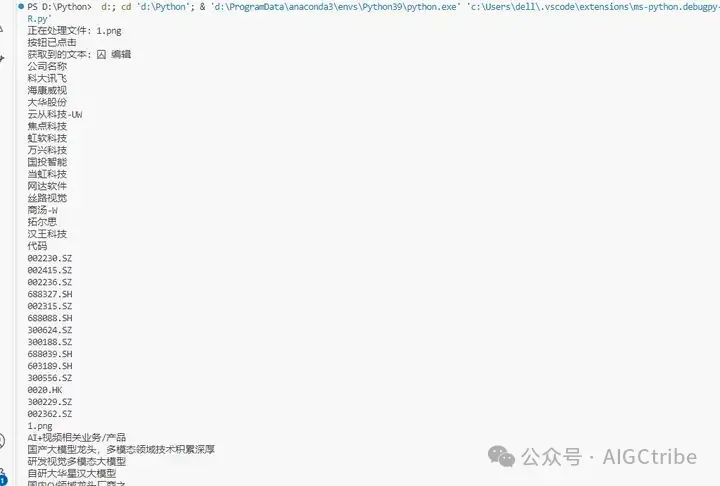 PS D:\Python> d:; cd 'd:\Python'; & 'd:\ProgramData\anaconda3\envs\Python39\python.exe' 'c:\Users\dell\.vscode\extensions\ms-python.debugpy-
R.py'
正在处理文件: 1.png
按钮已点击
获取到的文本: 囚 编辑
公司名称
科大讯飞
海康威视
大华股份
云从科技-UW
焦点科技
虹软科技
万兴科技
国投智能
当虹科技
网达软件
丝路视觉
商汤-W
拓尔思
汉王科技
代码
002230.SZ
002415.SZ
002236.SZ
688327.SH
002315.SZ
688088.SH
300624.SZ
300188.SZ
688039.SH
603189.SH
300556.SZ
0020.HK
300229.SZ
002362.SZ
1.png
AI+视频相关业务/产品
国产大模型龙头，多模态领域技术积累深厚
研发视觉多模态大模型
自研大华星汉大模型
国内CV领域龙头厂商之一
公众号 · AIGCtribe